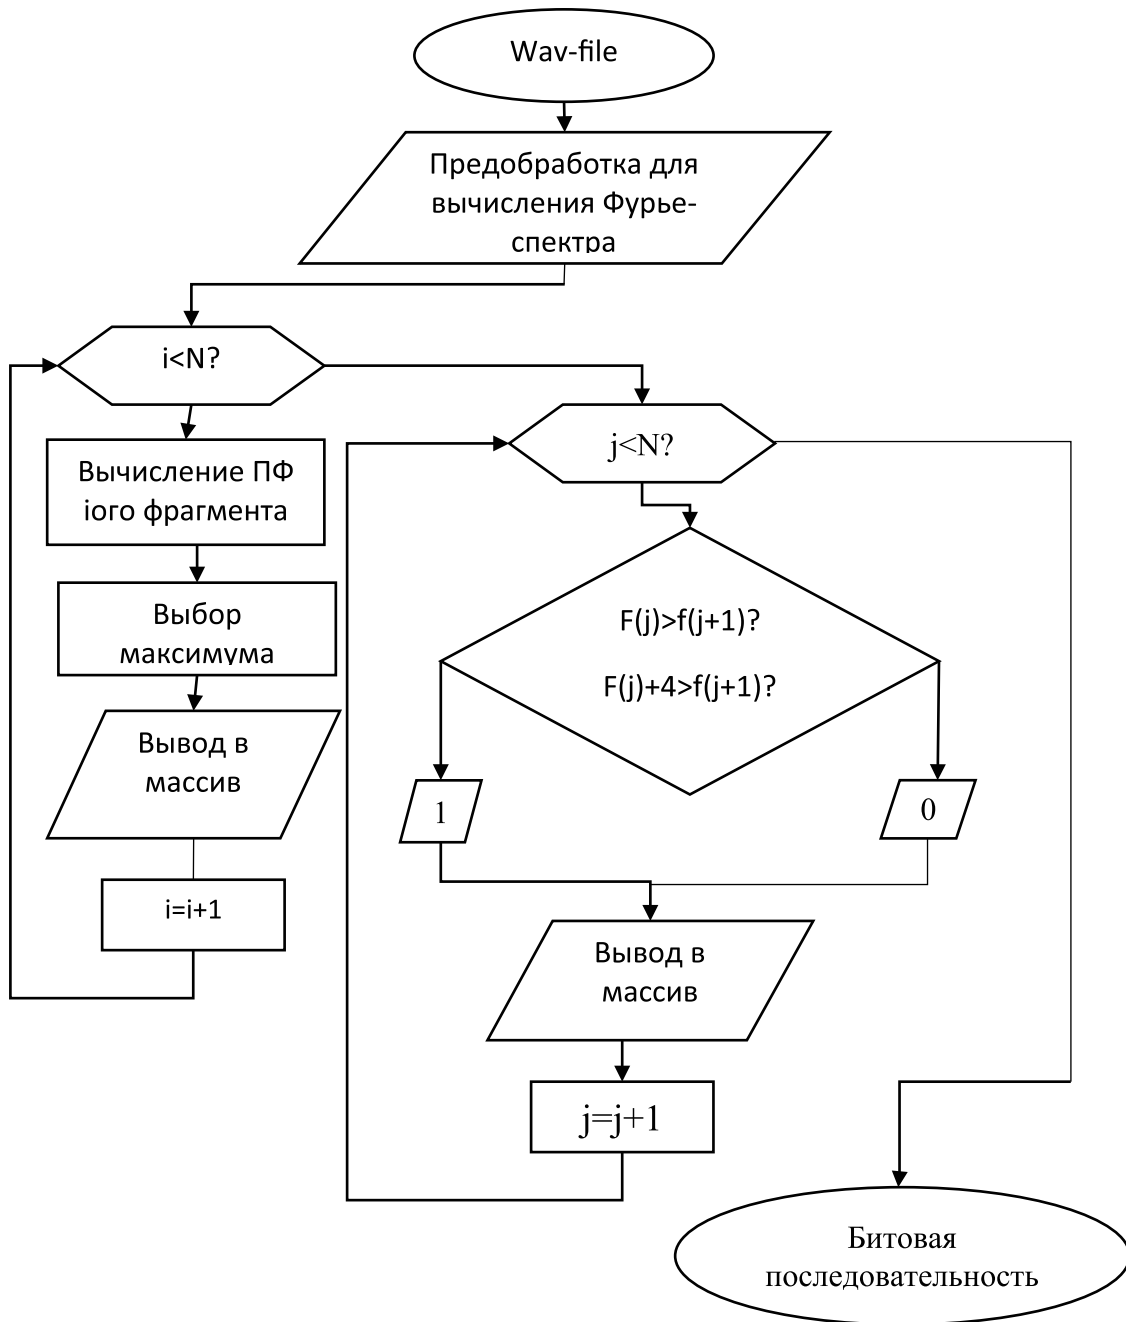 Wav-file
Предобработка для
вычисления Фурье-
спектра
i<N?
Вычисление ПФ
iого фрагмента
Выбор
максимума
Вывод в
массив
i=i+1
j<N?
F(j)>f(j+1)?
F(j)+4>f(j+1)?
1
0
Вывод в
массив
j=j+1
Битовая
последовательность